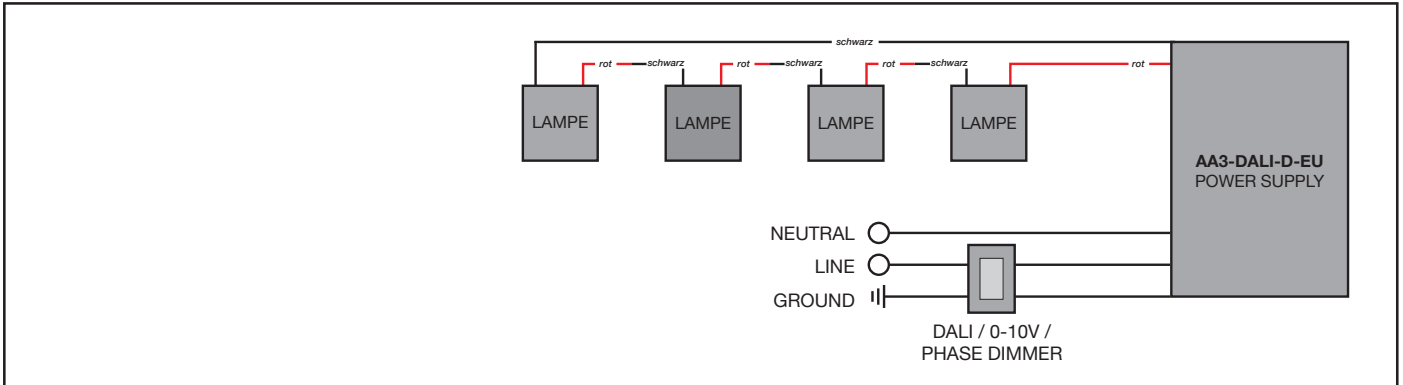 schwarz
rot schwarz rot schwarz rot schwarz rot
LAMPE LAMPE LAMPE LAMPE
AA3-DALI-D-EU
POWER SUPPLY
NEUTRAL
LINE
GROUND
DALI / 0-10V /
PHASE DIMMER